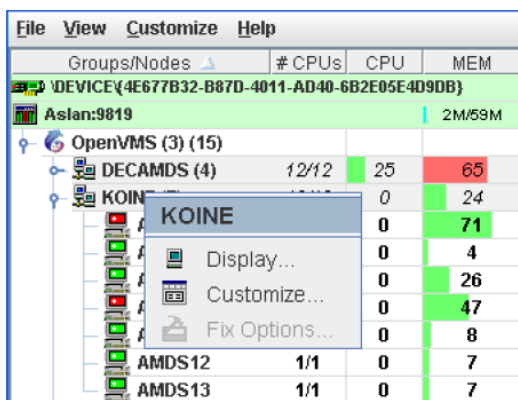 File View Customize Help
Groups/Nodes # CPUs CPU MEM
\DEVICE\{4E677B32-B87D-4011-AD40-6B2E05E4D9DB}
Aslan:9819 2M/59M
OpenVMS (3) (15)
DECAMDS (4) 12/12 25 65
KOINE 0 24
KOINE
0 71
0 4
Display...
0 26
Customize...
0 47
Fix Options...
0 8
AMDS12 1/1 0 7
AMDS13 1/1 0 7